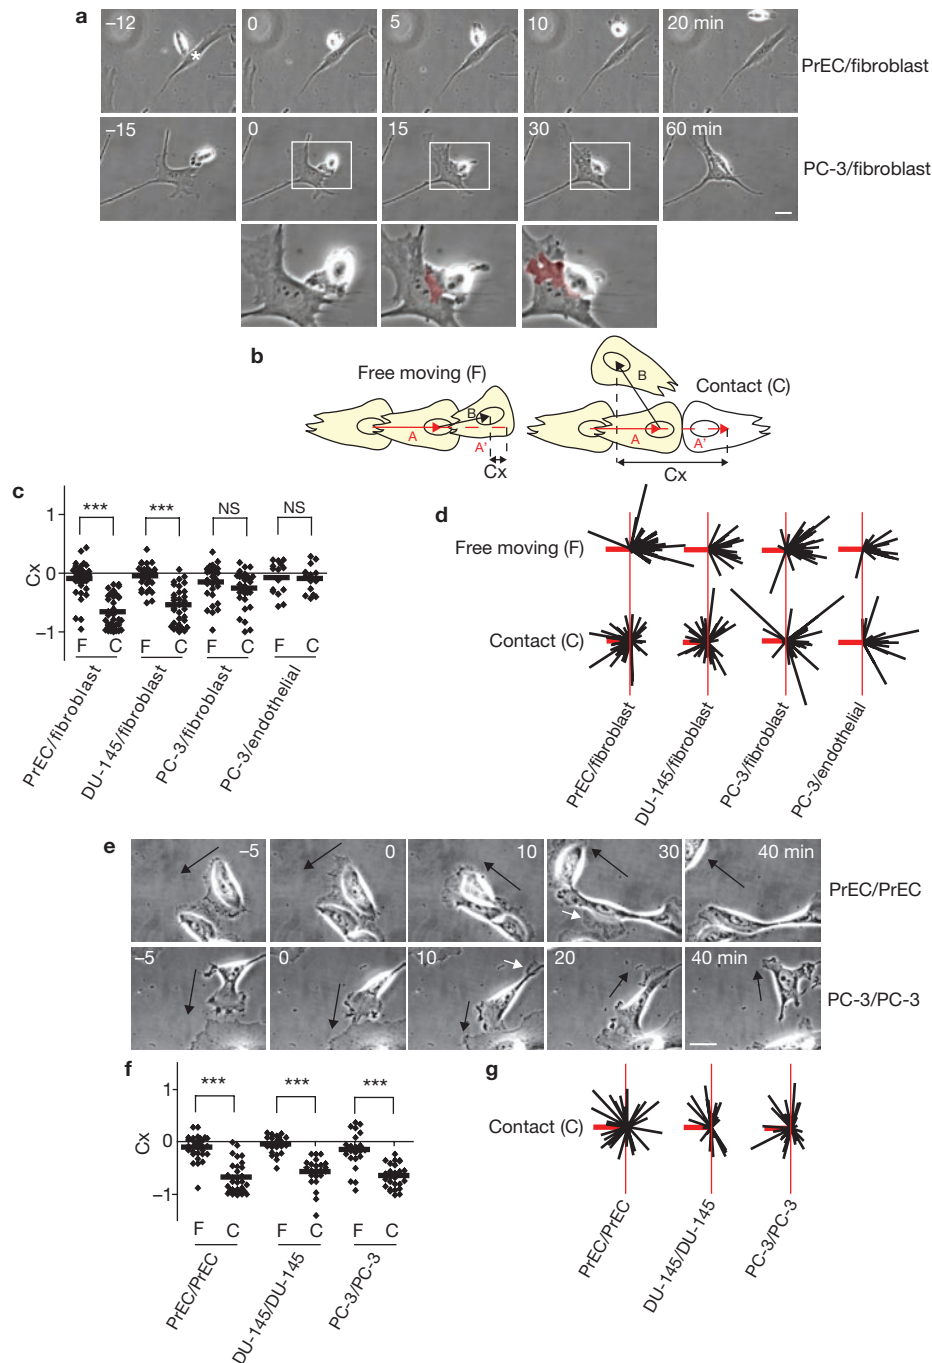 a
−12 0 5 10 20 min
PrEC/fibroblast
*
−15 0 15 30 60 min
PC-3/fibroblast
b
Free moving (F)
Contact (C)
A B A' Cx
A B A' Cx
c
1
0
−1
Cx
*** *** NS NS
F C F C F C F C
PrEC/fibroblast
DU-145/fibroblast
PC-3/fibroblast
PC-3/endothelial
d
Free moving (F)
Contact (C)
PrEC/fibroblast
DU-145/fibroblast
PC-3/fibroblast
PC-3/endothelial
e
−5 0 10 30 40 min
PrEC/PrEC
−5 0 10 20 40 min
PC-3/PC-3
f
1
0
−1
Cx
*** *** ***
F C F C F C
PrEC/PrEC
DU-145/DU-145
PC-3/PC-3
g
Contact (C)
PrEC/PrEC
DU-145/DU-145
PC-3/PC-3